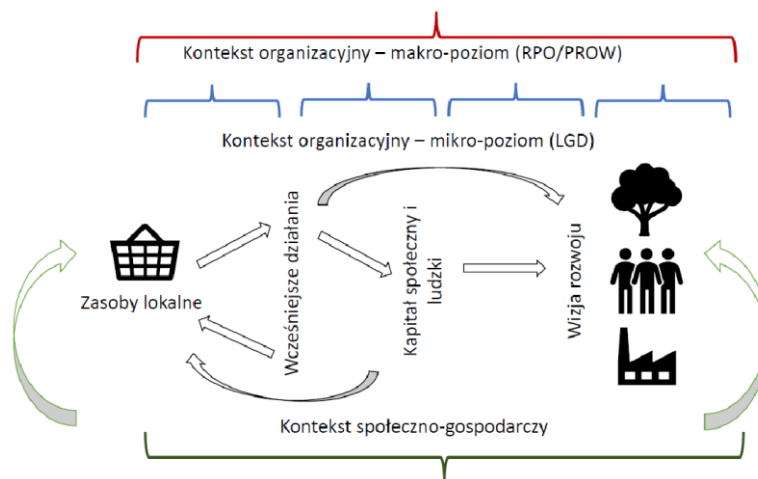 Kontekst organizacyjny – makro-poziom (RPO/PROW)
Kontekst organizacyjny – mikro-poziom (LGD)
Zasoby lokalne
Wcześniejsze działania
Kapitał społeczny i
ludzki
Wizja rozwoju
Kontekst społeczno-gospodarczy